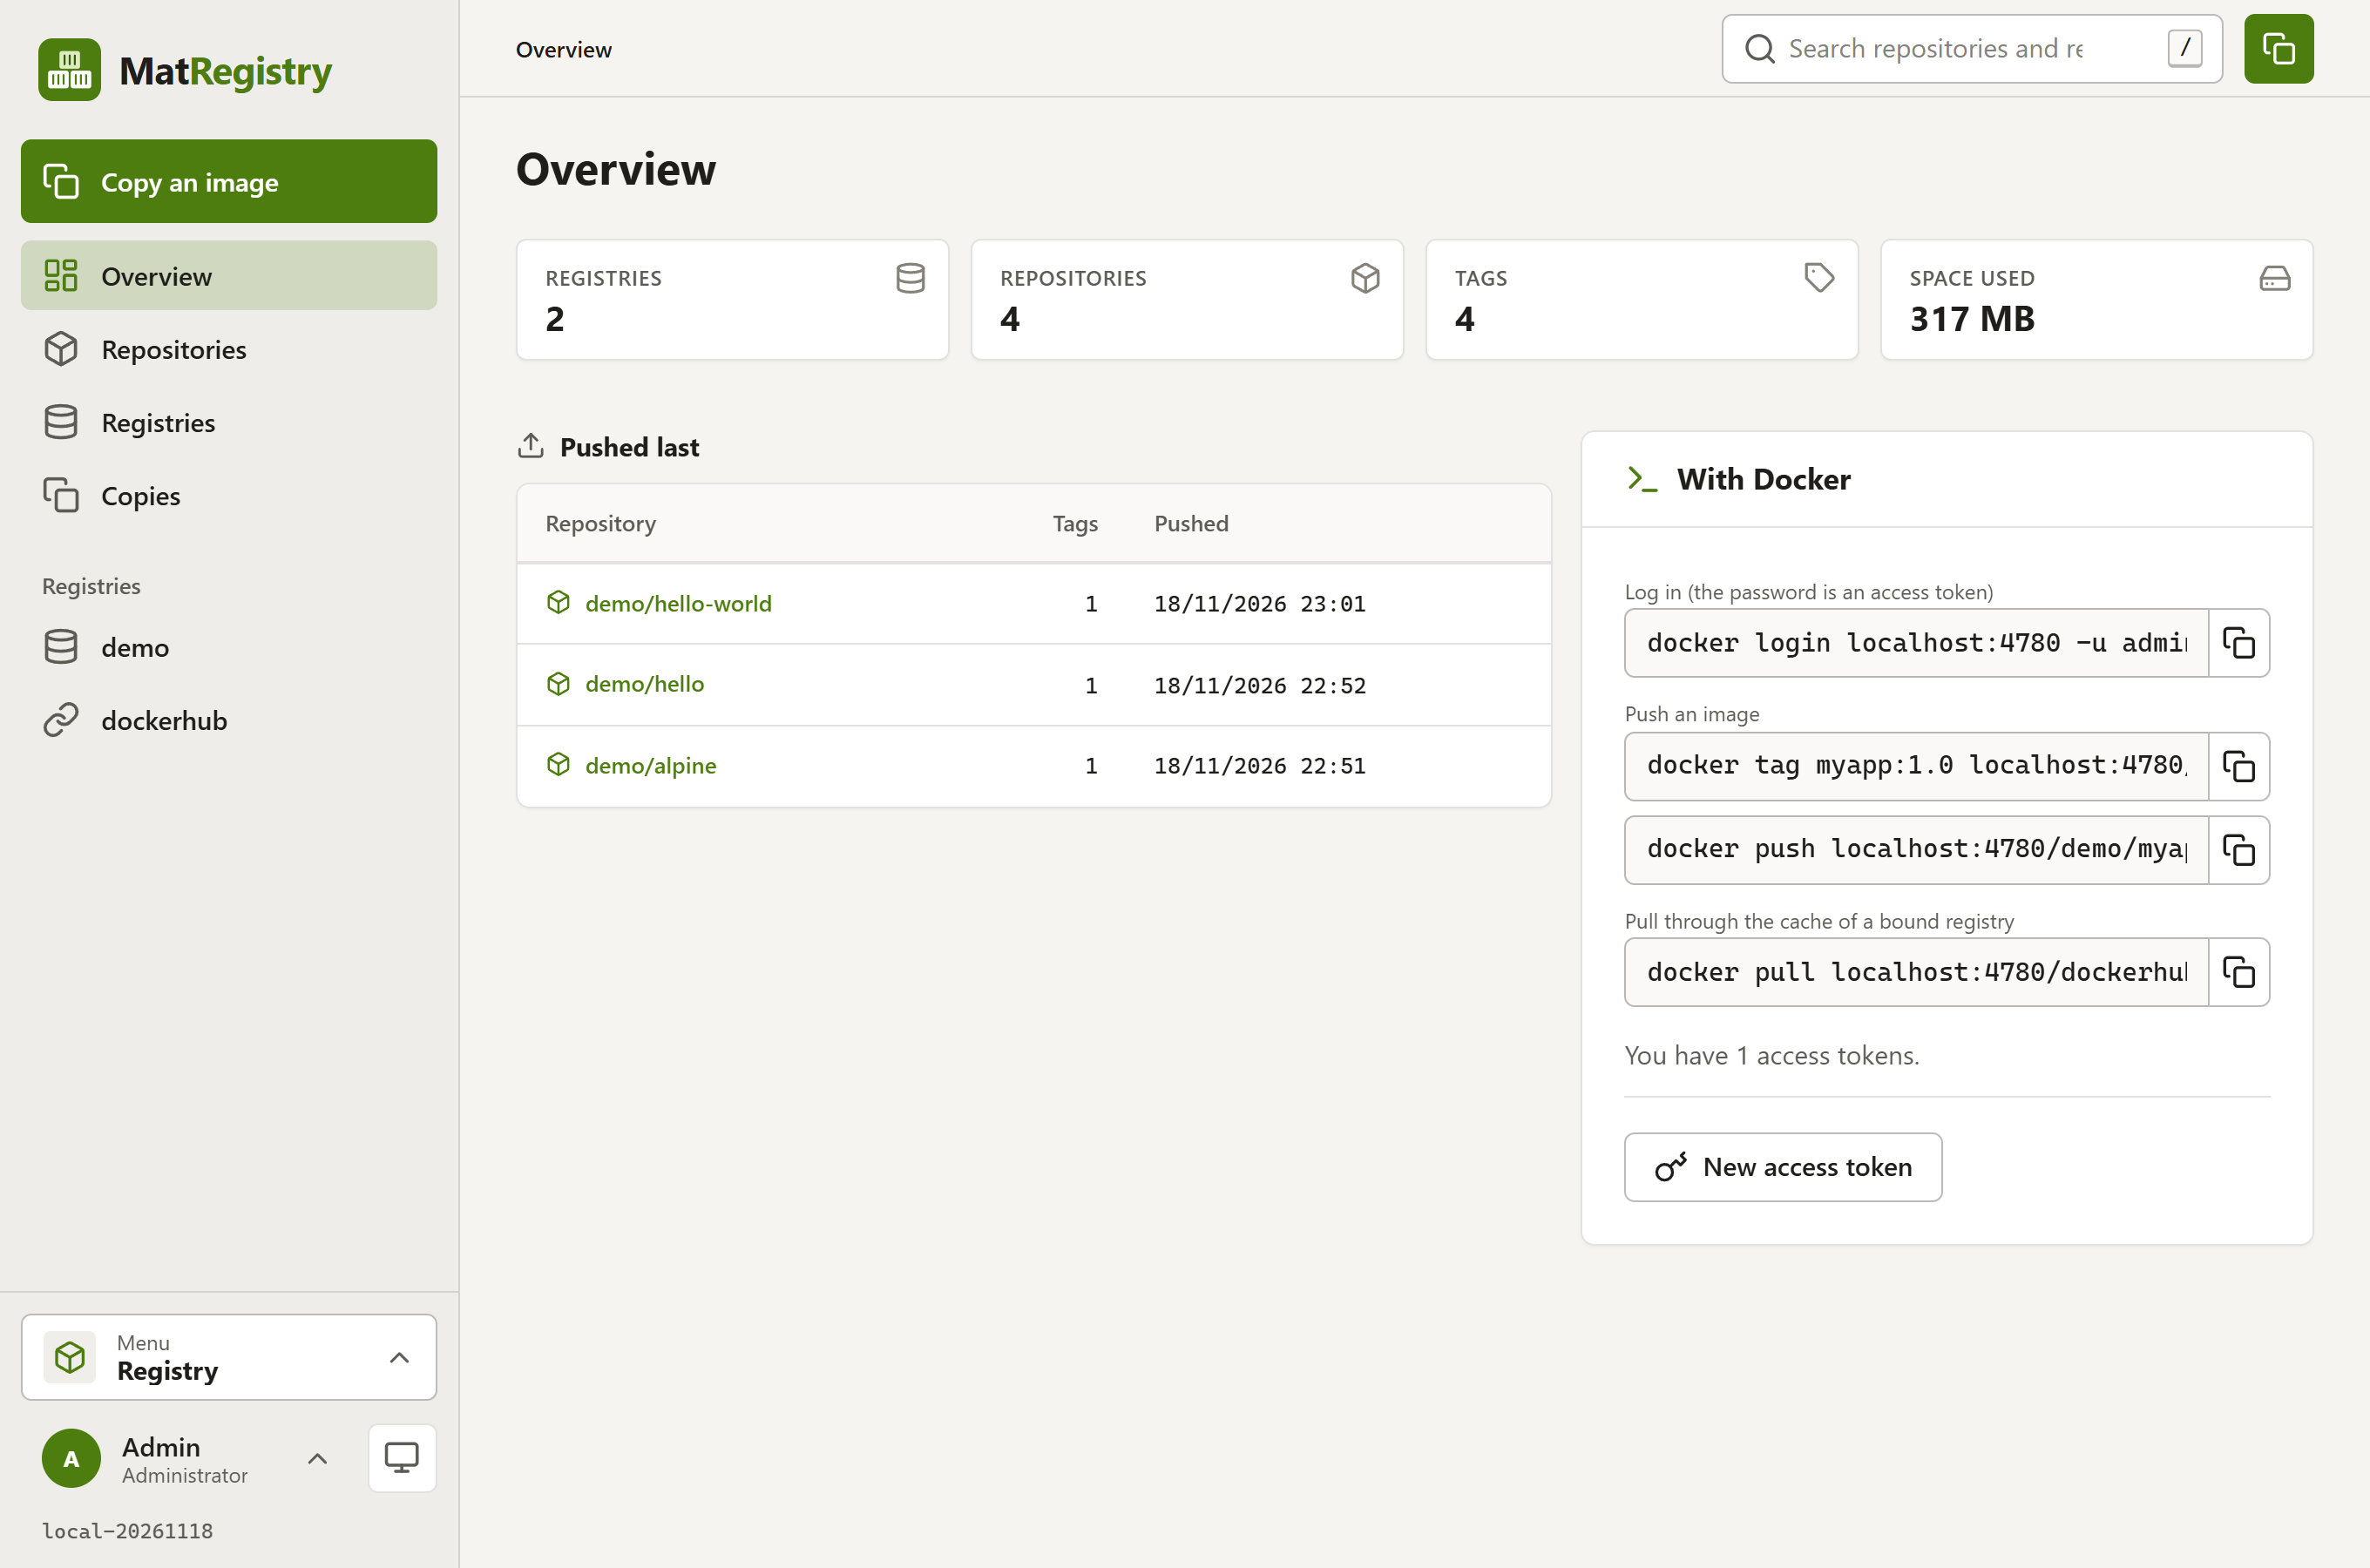 MatRegistry
Copy an image
Overview
Repositories
Registries
Copies
Registries
demo
dockerhub
Menu
Registry
A
Admin
Administrator
local-20261118
Overview
Search repositories and re
/
Overview
REGISTRIES
2
REPOSITORIES
4
TAGS
4
SPACE USED
317 MB
Pushed last
Repository Tags Pushed
demo/hello-world 1 18/11/2026 23:01
demo/hello 1 18/11/2026 22:52
demo/alpine 1 18/11/2026 22:51
With Docker
Log in (the password is an access token)
docker login localhost:4780 -u admi
Push an image
docker tag myapp:1.0 localhost:4780/
docker push localhost:4780/demo/mya
Pull through the cache of a bound registry
docker pull localhost:4780/dockerhu
You have 1 access tokens.
New access token